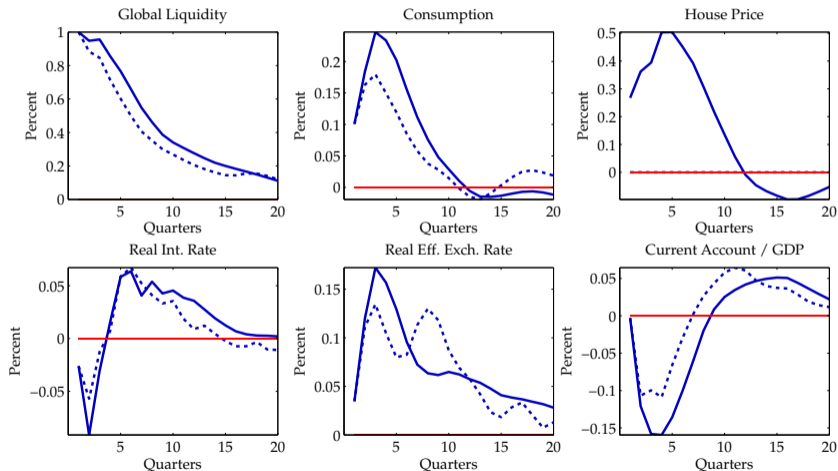 Global Liquidity
Consumption
House Price
Percent
1
0.8
0.6
0.4
0.2
0
5
10
15
20
Quarters
Percent
0.2
0.15
0.1
0.05
0
5
10
15
20
Quarters
Percent
0.5
0.4
0.3
0.2
0.1
0
5
10
15
20
Quarters
Real Int. Rate
Real Eff. Exch. Rate
Current Account / GDP
Percent
0.05
0
−0.05
5
10
15
20
Quarters
Percent
0.15
0.1
0.05
0
5
10
15
20
Quarters
Percent
0.05
0
−0.05
−0.1
−0.15
5
10
15
20
Quarters